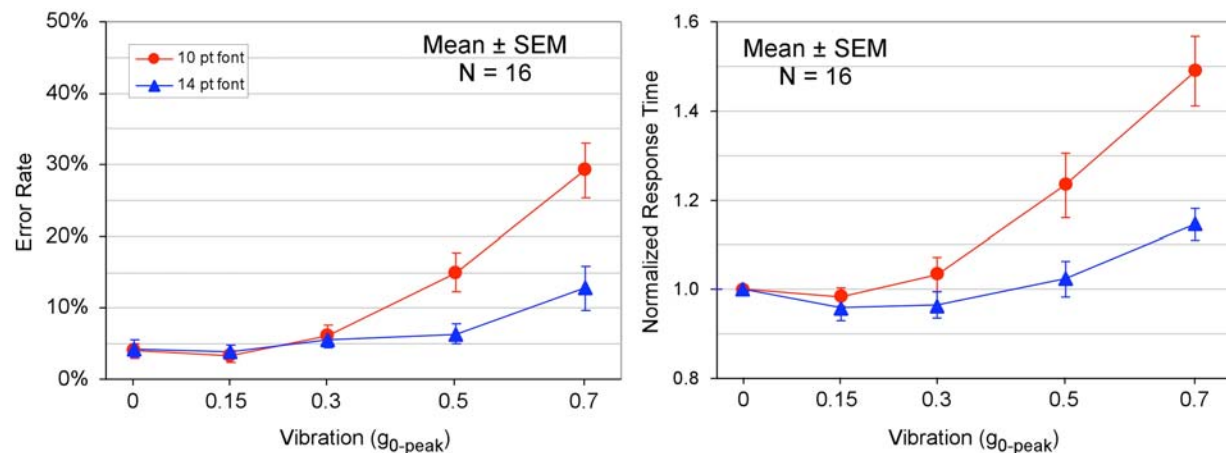 50%
40%
30%
20%
10%
0%
Error Rate
10 pt font
14 pt font
Mean ± SEM
N = 16
0 0.15 0.3 0.5 0.7
Vibration (g0-peak)
1.6
1.4
1.2
1.0
0.8
Normalized Response Time
Mean ± SEM
N = 16
0 0.15 0.3 0.5 0.7
Vibration (g0-peak)